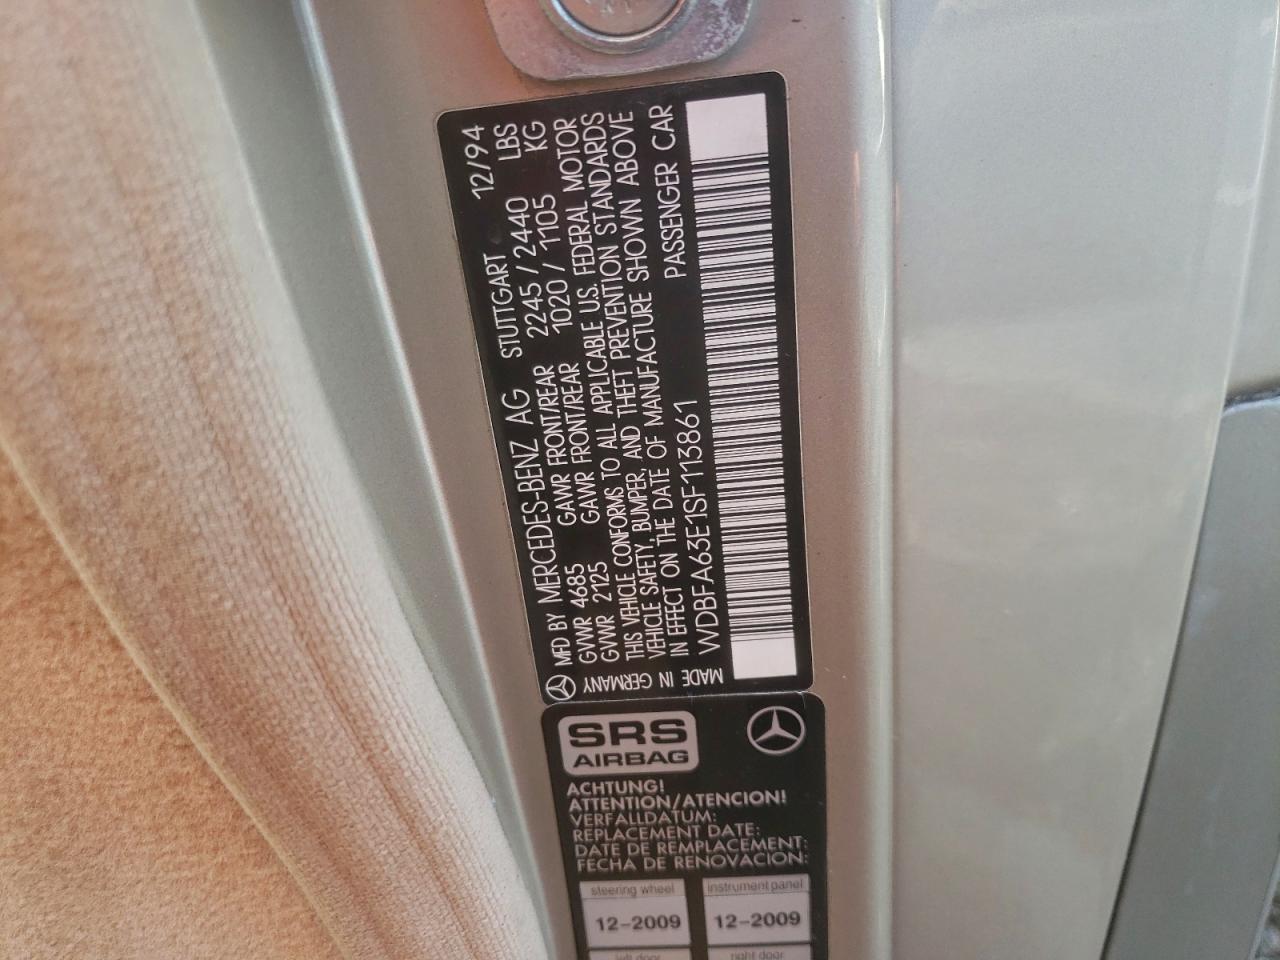 MFD BY MERCEDES-BENZ AG STUTTGART 12/94
GVWR 4685 GAWR FRONT/REAR 2245 / 2440 LBS
GVWR 2125 GAWR FRONT/REAR 1020 / 1105 KG
THIS VEHICLE CONFORMS TO ALL APPLICABLE U.S. FEDERAL MOTOR
VEHICLE SAFETY, BUMPER, AND THEFT PREVENTION STANDARDS
IN EFFECT ON THE DATE OF MANUFACTURE SHOWN ABOVE
WDBFA63E1SF113861 PASSENGER CAR
MADE IN GERMANY
SRS
AIRBAG
ACHTUNG!
ATTENTION/ATENCION!
VERFALLDATUM:
REPLACEMENT DATE:
DATE DE REMPLACEMENT:
FECHA DE RENOVACION:
steering wheel instrument panel
12-2009 12-2009
left door right door